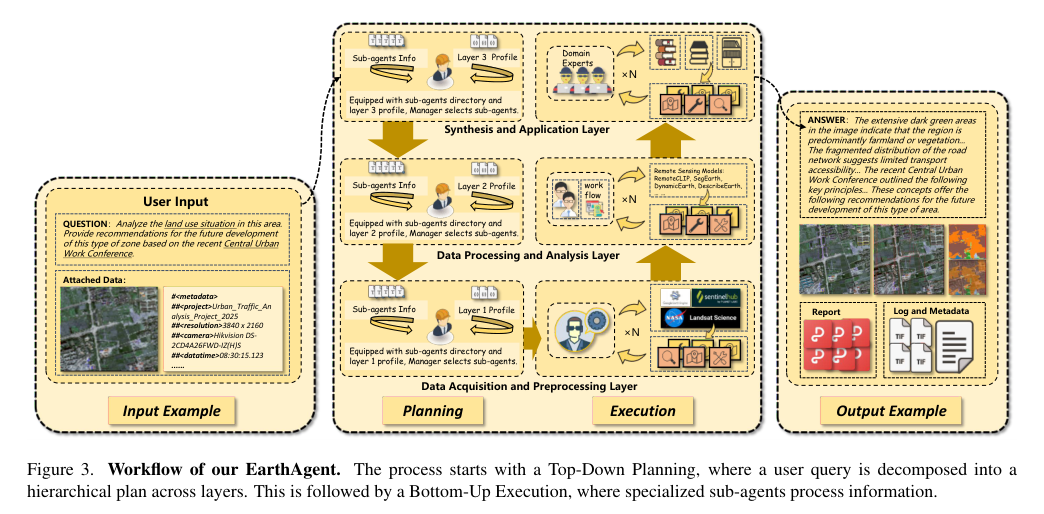 User Input
QUESTION: Analyze the land use situation in this area.
Provide recommendations for the future development
of this type of zone based on the recent Central Urban
Work Conference.
Attached Data:
#<metadata>
##<project>Urban_Traffic_An
alysis_Project_2025
##<resolution>3840 x 2160
##<camera>Hikvision DS-
2CD4A26FWD-IZ(H)S
##<datatime>08:30:15.123
......
Input Example
Sub-agents Info
Layer 3 Profile
Equipped with sub-agents directory and
layer 3 profile, Manager selects sub-agents.
Domain
Experts
×N
Synthesis and Application Layer
Sub-agents Info
Layer 2 Profile
Equipped with sub-agents directory and
layer 2 profile, Manager selects sub-agents.
work
flow
×N
Remote Sensing Models:
RemoteCLIP, SegEarth,
DynamicEarth, DescribeEarth,
Data Processing and Analysis Layer
Sub-agents Info
Layer 1 Profile
Equipped with sub-agents directory and
layer 1 profile, Manager selects sub-agents.
×N
sentinelhub
NASA
Landsat Science
Data Acquisition and Preprocessing Layer
Planning
Execution
ANSWER: The extensive dark green areas
in the image indicate that the region is
predominantly farmland or vegetation...
The fragmented distribution of the road
network suggests limited transport
accessibility... The recent Central Urban
Work Conference outlined the following
key principles... These concepts offer the
following recommendations for the future
development of this type of area.
Report
Log and Metadata
TIF TIF
TIF TIF
Output Example
Figure 3. Workflow of our EarthAgent. The process starts with a Top-Down Planning, where a user query is decomposed into a
hierarchical plan across layers. This is followed by a Bottom-Up Execution, where specialized sub-agents process information.